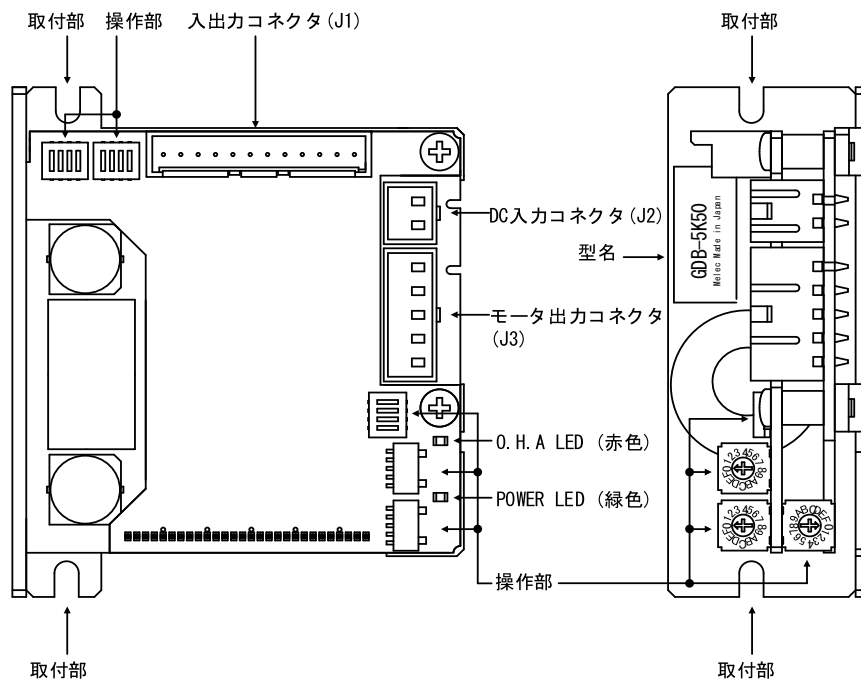 取付部
操作部
入出力コネクタ(J1)
取付部
DC入力コネクタ(J2)
型名
GDB-5K50
Melec Made in Japan
モータ出力コネクタ
(J3)
O.H.A LED (赤色)
POWER LED (緑色)
操作部
取付部
取付部
0123456789ABCDEF
0123456789ABCDEF
0123456789ABCDEF